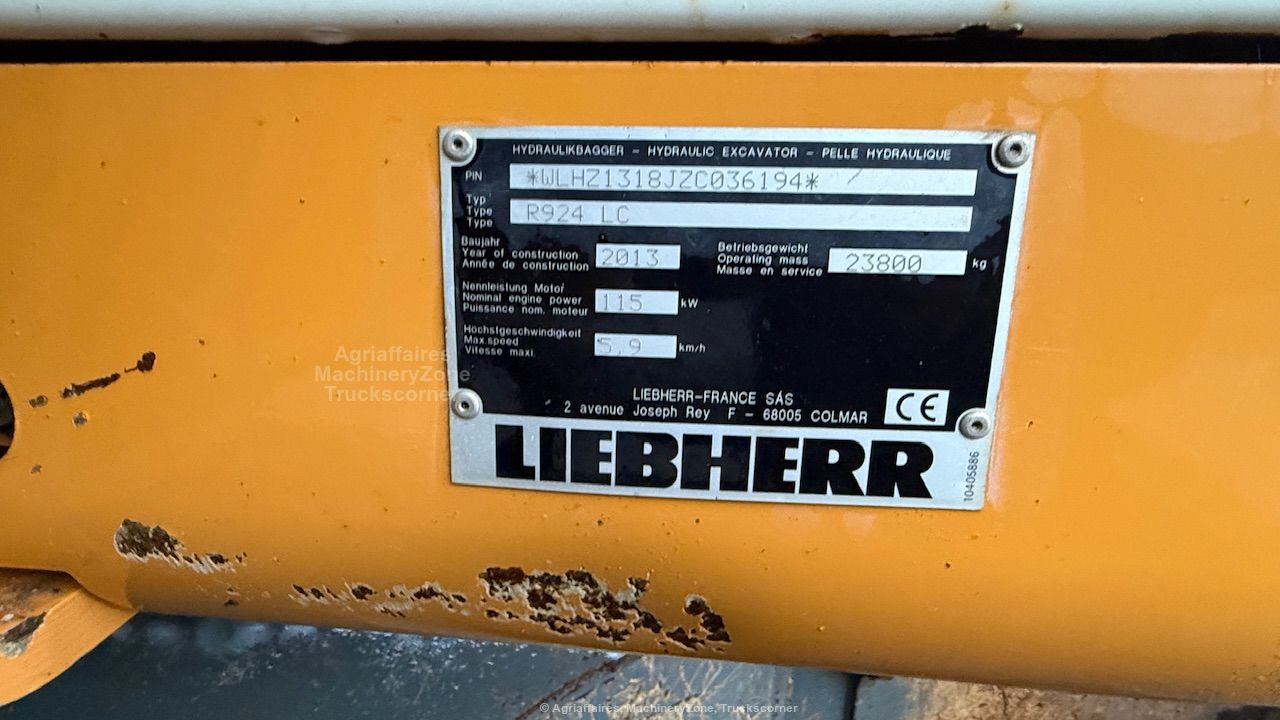 HYDRAULIKBAGGER - HYDRAULIC EXCAVATOR - PELLE HYDRAULIQUE
PIN *WLHZ1318JZC036194*
Typ
Type
Type
R924 LC
Baujahr
Year of construction
Année de construction
2013
Betriebsgewicht
Operating mass
Masse en service
23800 kg
Nennleistung Motor
Nominal engine power
Puissance nom. moteur
115 kW
Höchstgeschwindigkeit
Max.speed
Vitesse maxi.
5,9 km/h
LIEBHERR-FRANCE SAS
2 avenue Joseph Rey F - 68005 COLMAR
CE
LIEBHERR
10405886
Agriaffaires
MachineryZone
Truckscorner
© Agriaffaires, MachineryZone, Truckscorner